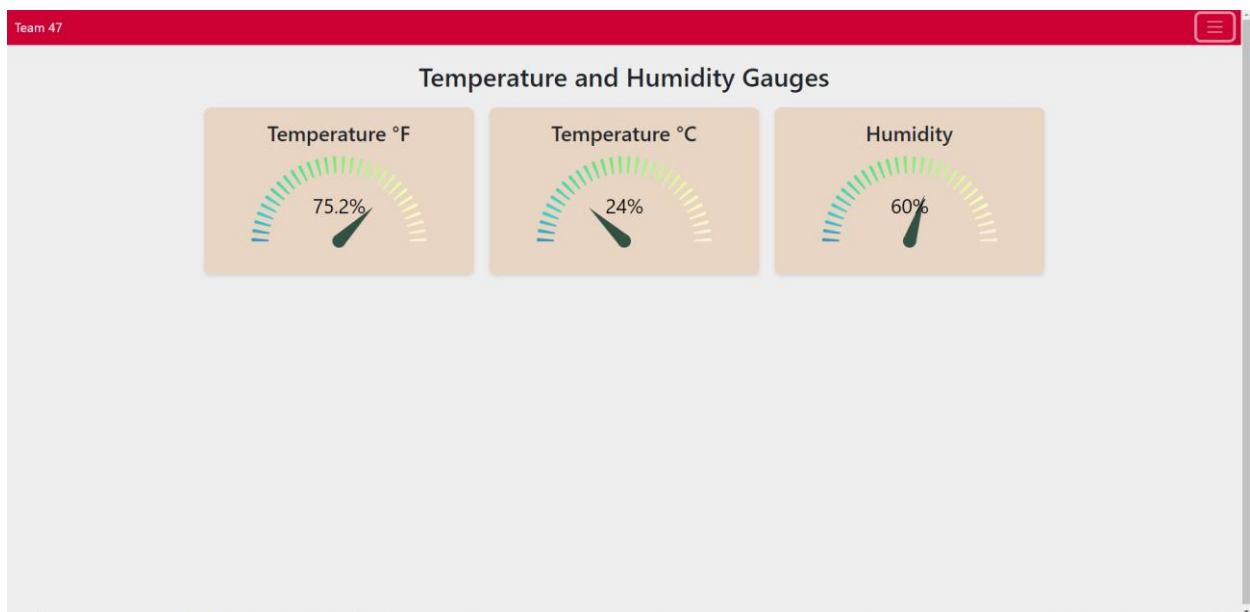 Team 47
Temperature and Humidity Gauges
Temperature °F
75.2%
Temperature °C
24%
Humidity
60%